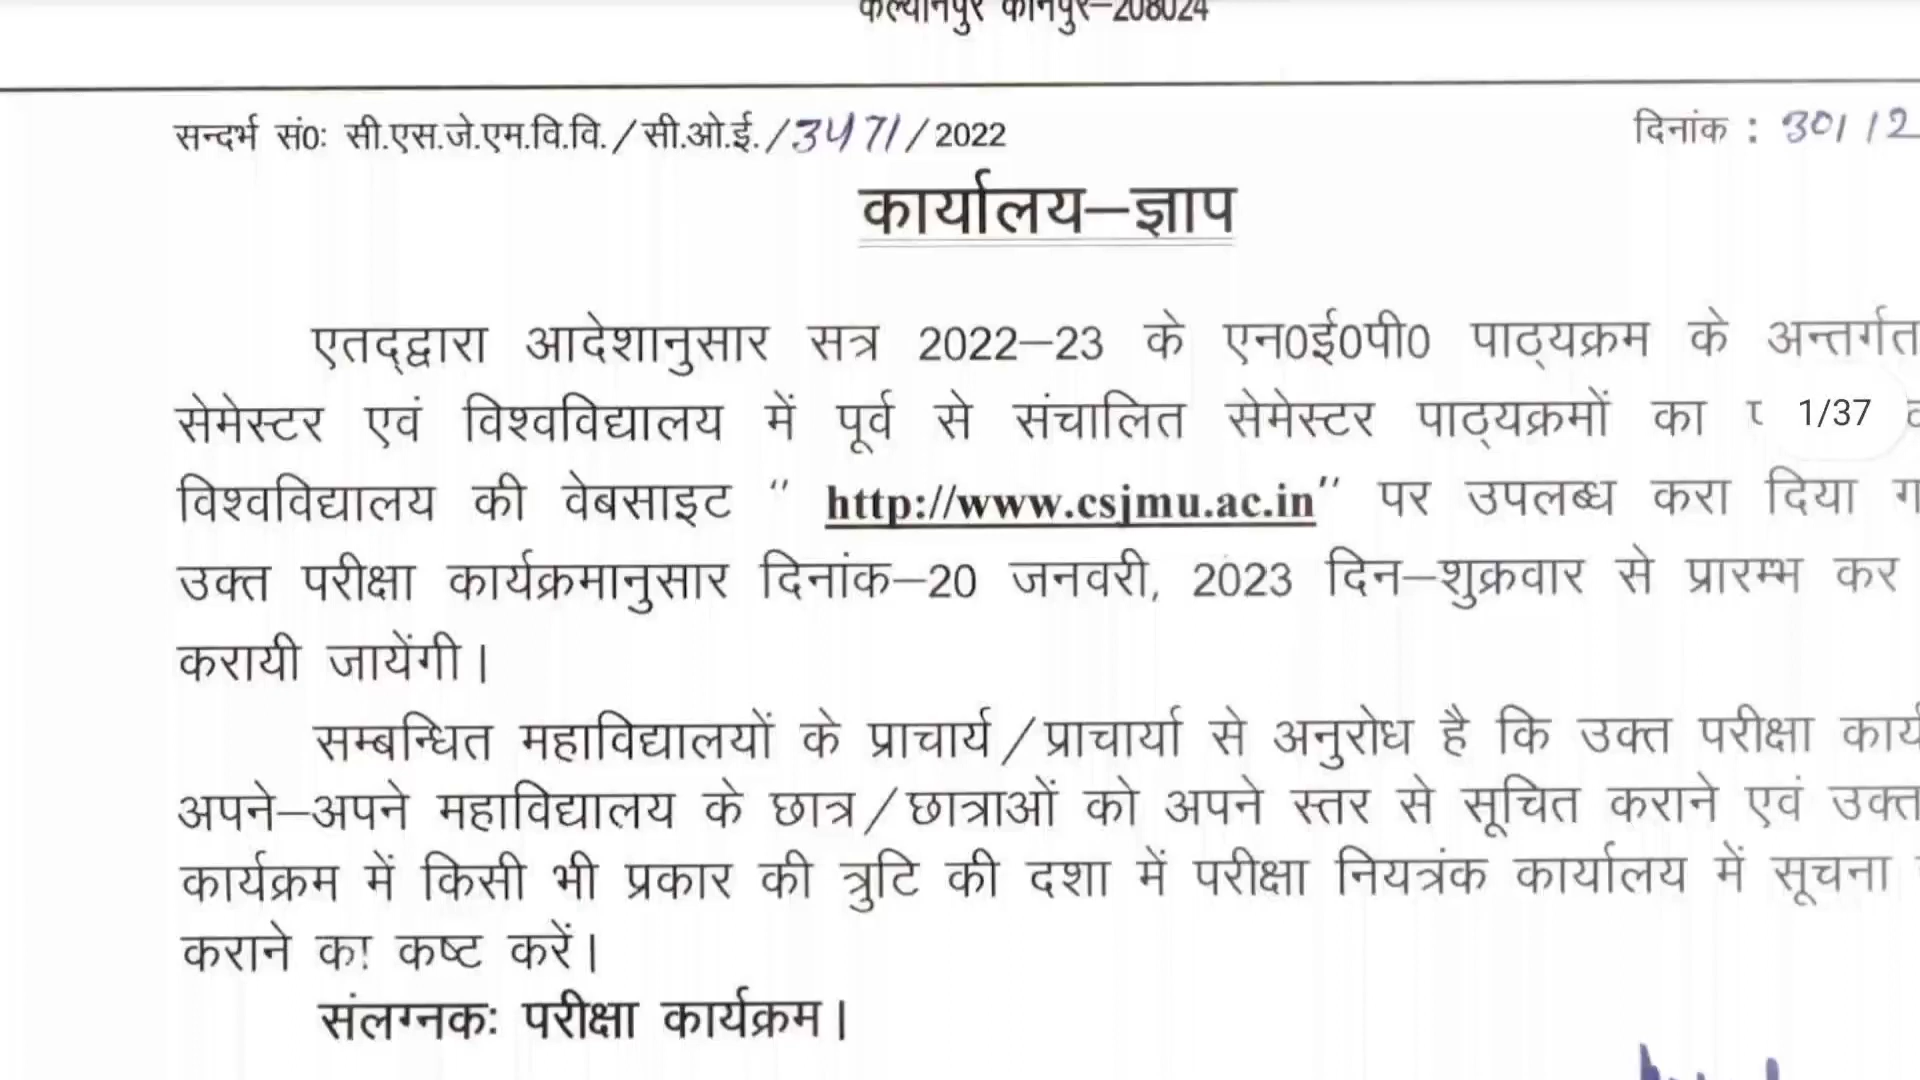 कल्यानपुर कानपुर–208024
सन्दर्भ सं0: सी.एस.जे.एम.वि.वि./सी.ओ.ई./3471/2022 दिनांक : 30/12
कार्यालय–ज्ञाप
एतद्द्वारा आदेशानुसार सत्र 2022–23 के एन0ई0पी0 पाठ्यक्रम के अन्तर्गत
सेमेस्टर एवं विश्वविद्यालय में पूर्व से संचालित सेमेस्टर पाठ्यक्रमों का 1/37
विश्वविद्यालय की वेबसाइट " http://www.csjmu.ac.in" पर उपलब्ध करा दिया
उक्त परीक्षा कार्यक्रमानुसार दिनांक–20 जनवरी, 2023 दिन–शुक्रवार से प्रारम्भ कर
करायी जायेंगी।
सम्बन्धित महाविद्यालयों के प्राचार्य/प्राचार्या से अनुरोध है कि उक्त परीक्षा
अपने–अपने महाविद्यालय के छात्र/छात्राओं को अपने स्तर से सूचित कराने एवं उक्त
कार्यक्रम में किसी भी प्रकार की त्रुटि की दशा में परीक्षा नियत्रंक कार्यालय में सूचना
कराने का कष्ट करें।
संलग्नक: परीक्षा कार्यक्रम।